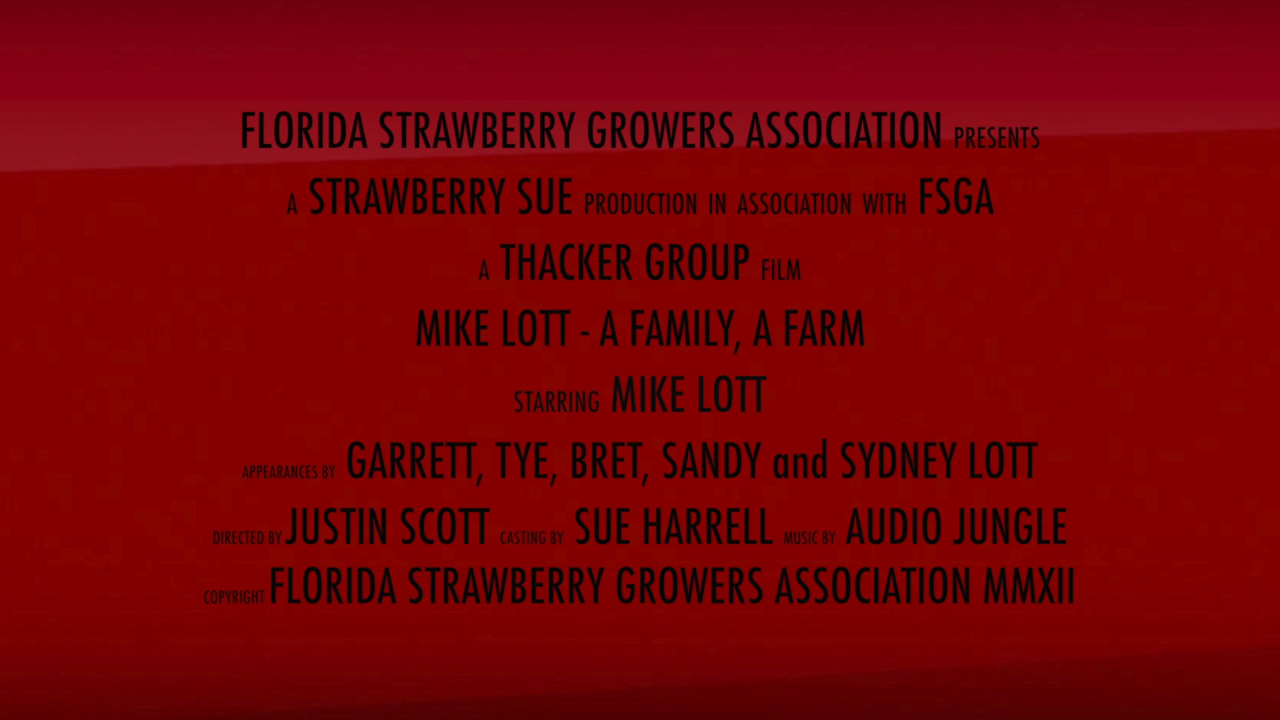 FLORIDA STRAWBERRY GROWERS ASSOCIATION PRESENTS
A STRAWBERRY SUE PRODUCTION IN ASSOCIATION WITH FSGA
A THACKER GROUP FILM
MIKE LOTT - A FAMILY, A FARM
STARRING MIKE LOTT
APPEARANCES BY GARRETT, TYE, BRET, SANDY and SYDNEY LOTT
DIRECTED BY JUSTIN SCOTT CASTING BY SUE HARRELL MUSIC BY AUDIO JUNGLE
COPYRIGHT FLORIDA STRAWBERRY GROWERS ASSOCIATION MMXII